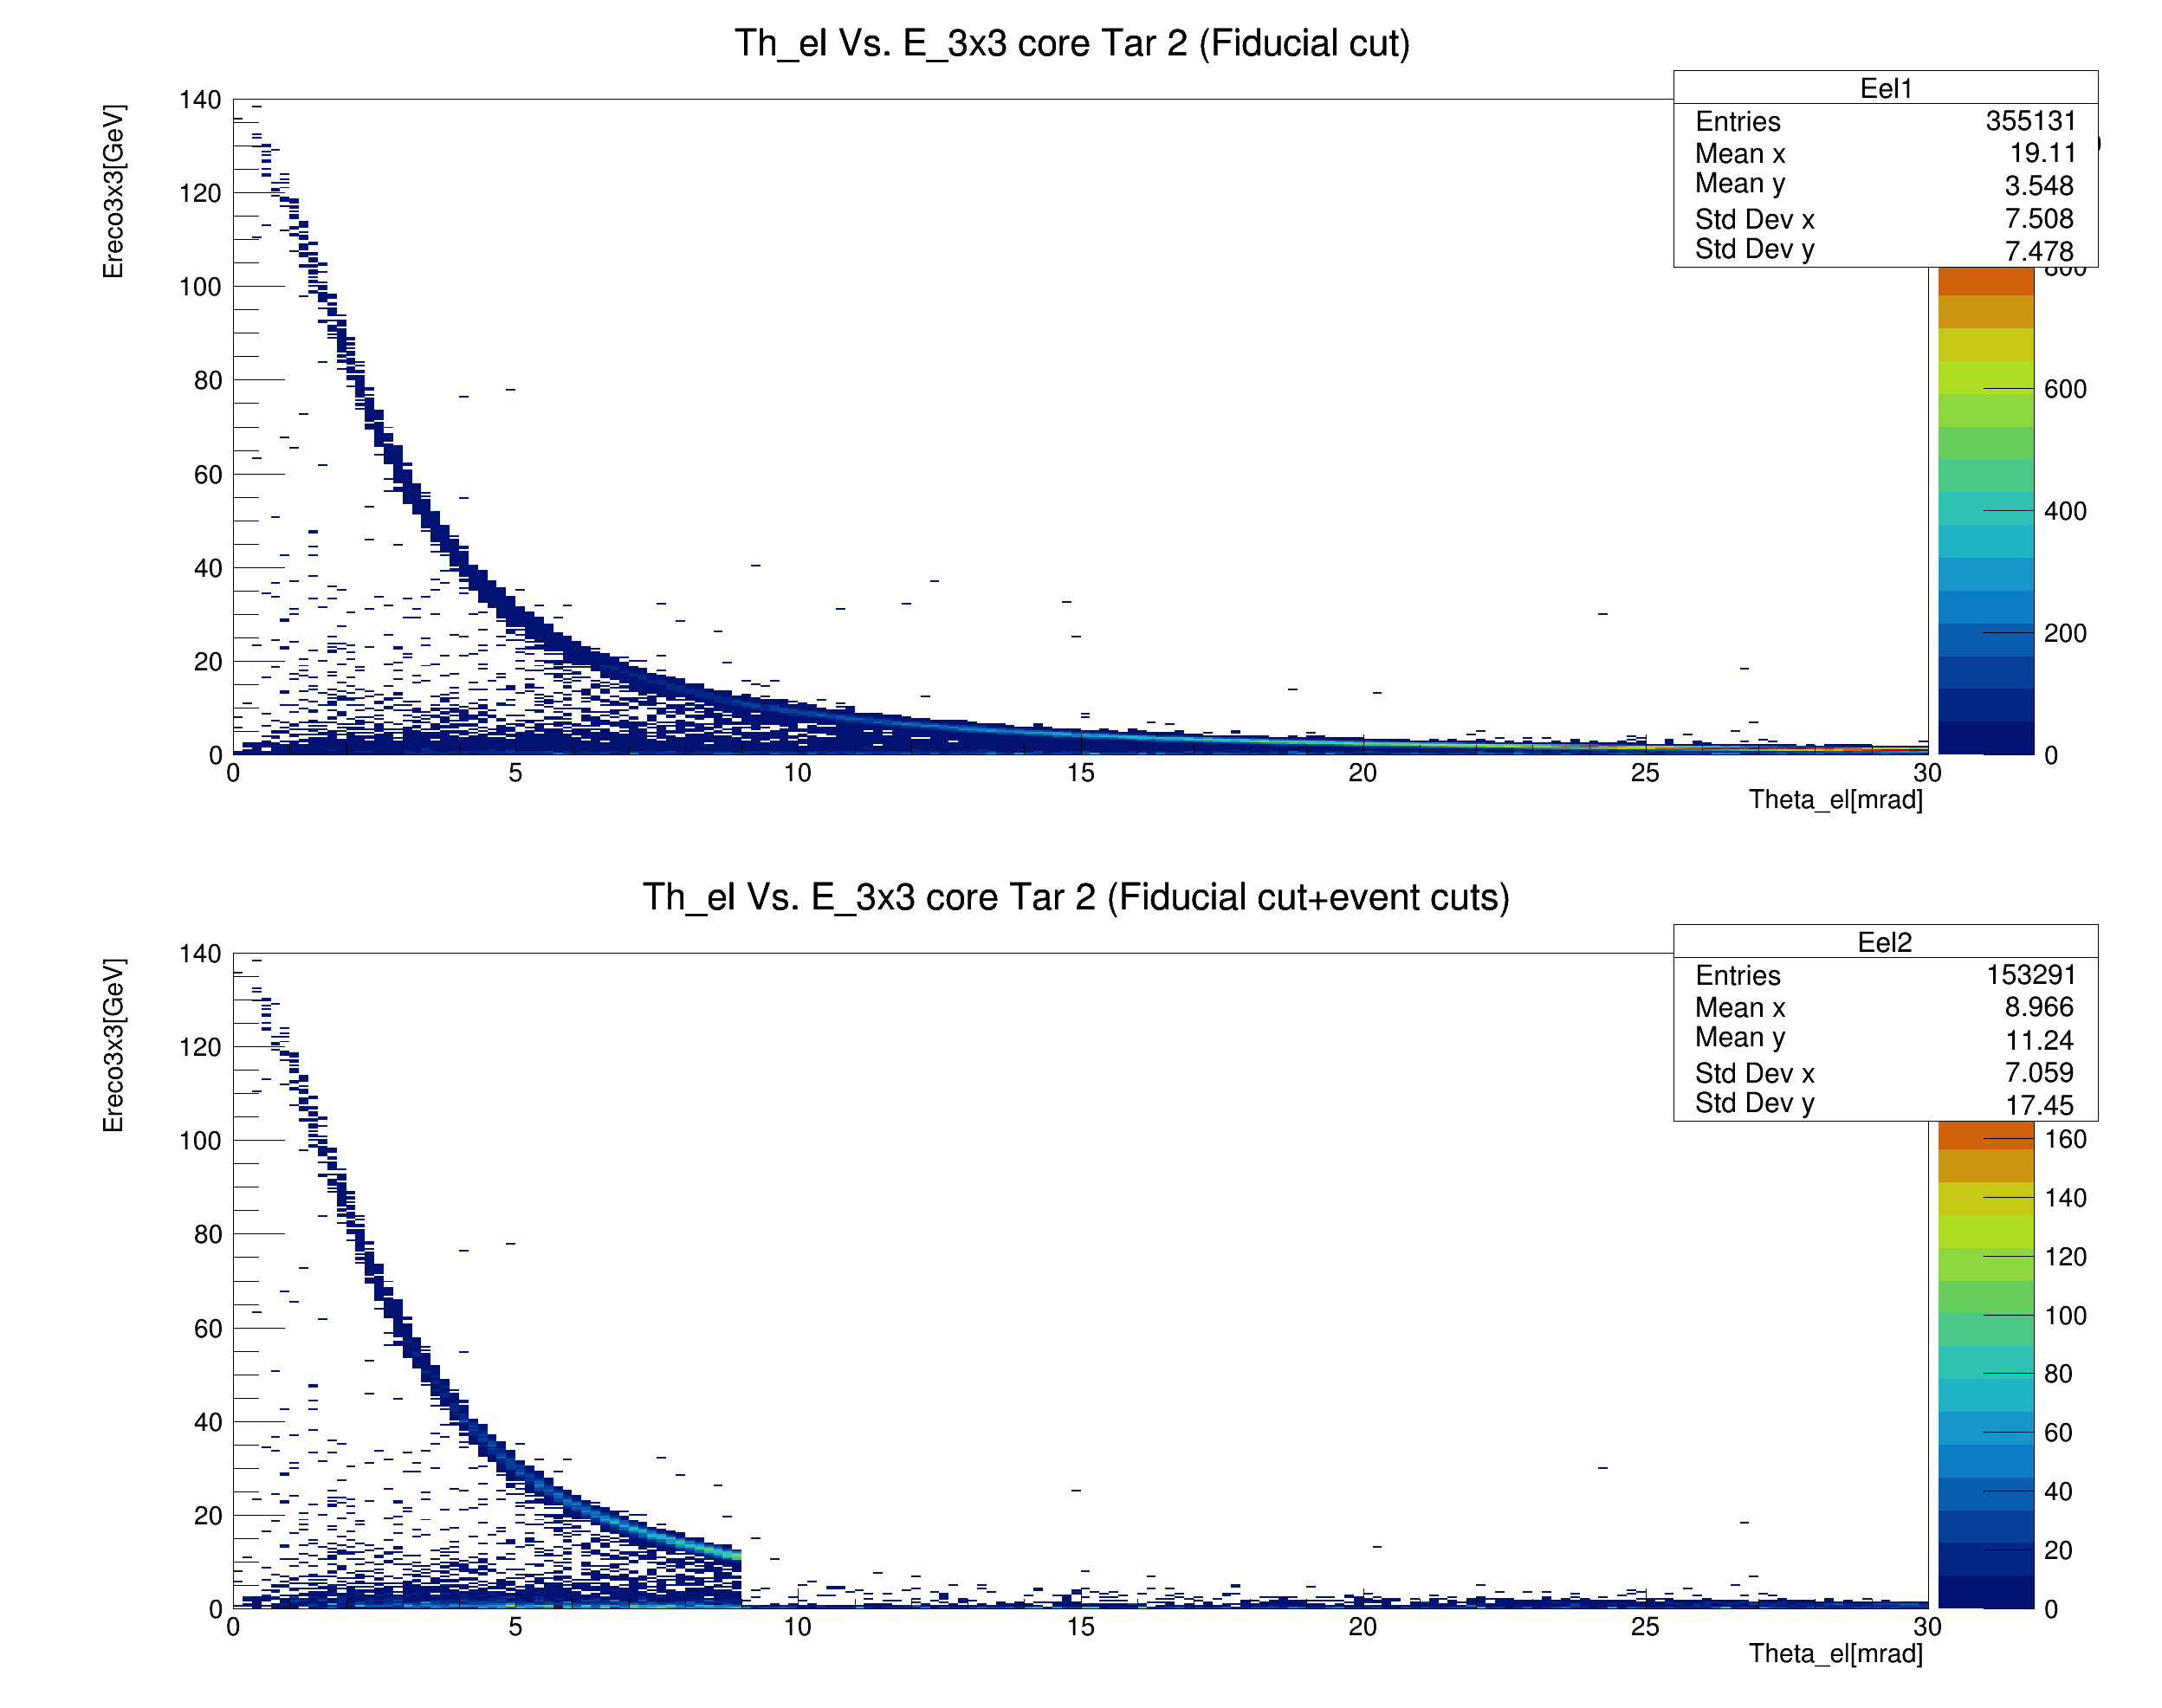 Th_el Vs. E_3x3 core Tar 2 (Fiducial cut)
Ereco3x3[GeV]
140
120
100
80
60
40
20
0
0 5 10 15 20 25 30
Theta_el[mrad]
Eel1
Entries 355131
Mean x 19.11
Mean y 3.548
Std Dev x 7.508
Std Dev y 7.478
800
600
400
200
0
Th_el Vs. E_3x3 core Tar 2 (Fiducial cut+event cuts)
Ereco3x3[GeV]
140
120
100
80
60
40
20
0
0 5 10 15 20 25 30
Theta_el[mrad]
Eel2
Entries 153291
Mean x 8.966
Mean y 11.24
Std Dev x 7.059
Std Dev y 17.45
160
140
120
100
80
60
40
20
0